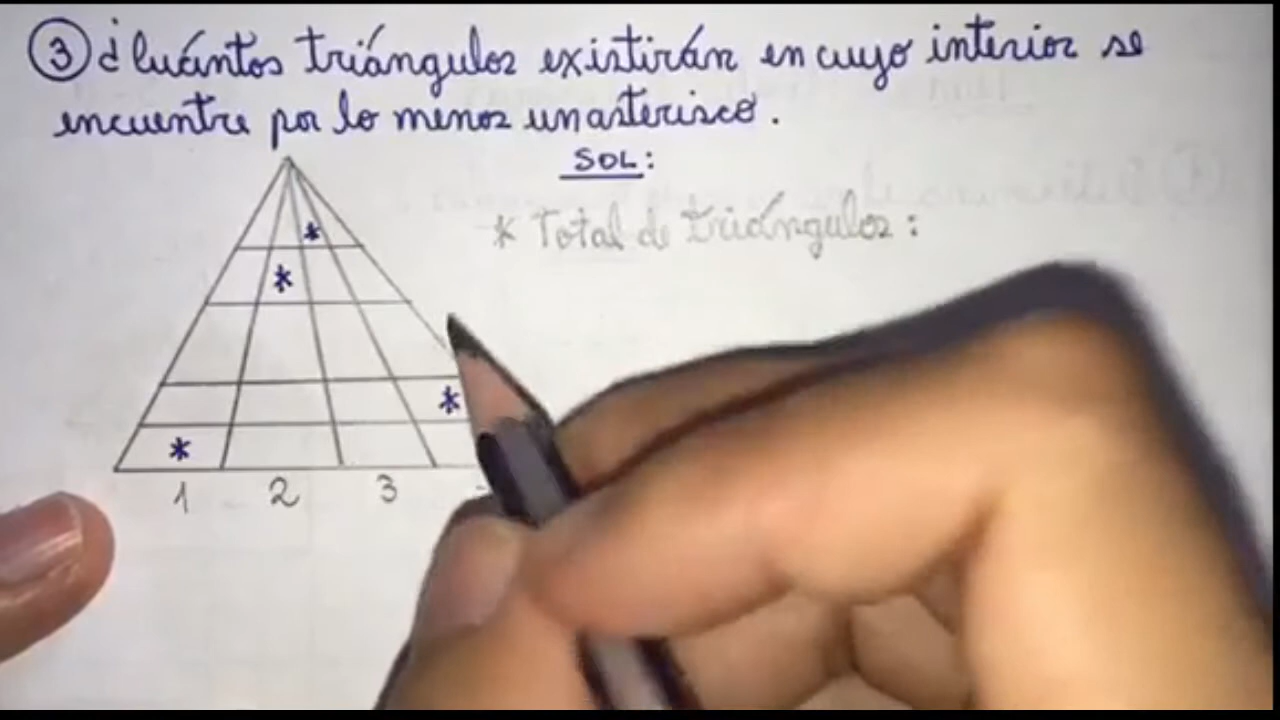 3 ¿Cuántos triángulos existirán en cuyo interior se
encuentre por lo menos un asterisco.
SOL:
* Total de triángulos:
*
*
*
*
1 2 3